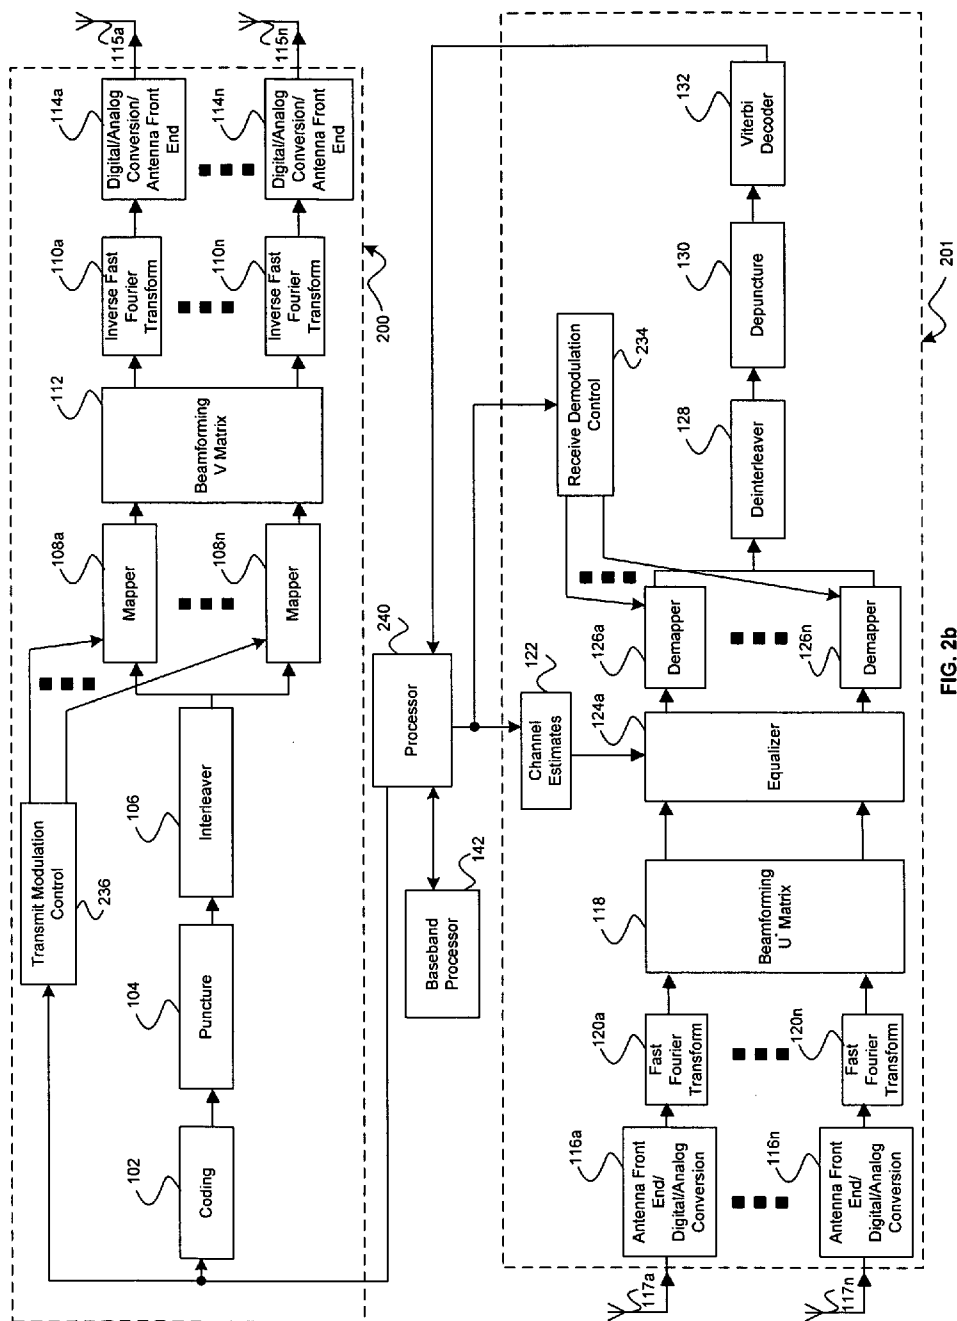 200
Transmit Modulation
Control
236
102
Coding
104
Puncture
106
Interleaver
108a
Mapper
108n
Mapper
112
Beamforming
V Matrix
110a
Inverse Fast
Fourier
Transform
110n
Inverse Fast
Fourier
Transform
114a
Digital/Analog
Conversion/
Antenna Front
End
114n
Digital/Analog
Conversion/
Antenna Front
End
115a
115n
Baseband
Processor
142
Processor
240
201
117a
117n
116a
Antenna Front
End/
Digital/Analog
Conversion
116n
Antenna Front
End/
Digital/Analog
Conversion
120a
Fast
Fourier
Transform
120n
Fast
Fourier
Transform
118
Beamforming
U* Matrix
Channel
Estimates
122
124a
Equalizer
126a
Demapper
126n
Demapper
Receive Demodulation
Control
234
128
Deinterleaver
130
Depuncture
132
Viterbi
Decoder
FIG. 2b